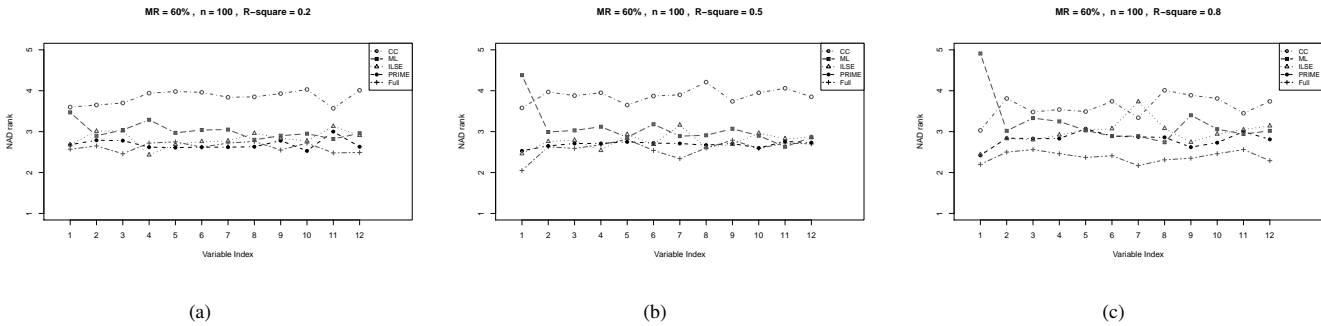 MR = 60% , n = 100 , R−square = 0.2
NAD rank
5
4
3
2
1
CC
ML
ILSE
PRIME
Full
1 2 3 4 5 6 7 8 9 10 11 12
Variable Index
(a)
MR = 60% , n = 100 , R−square = 0.5
NAD rank
5
4
3
2
1
CC
ML
ILSE
PRIME
Full
1 2 3 4 5 6 7 8 9 10 11 12
Variable Index
(b)
MR = 60% , n = 100 , R−square = 0.8
NAD rank
5
4
3
2
1
CC
ML
ILSE
PRIME
Full
1 2 3 4 5 6 7 8 9 10 11 12
Variable Index
(c)